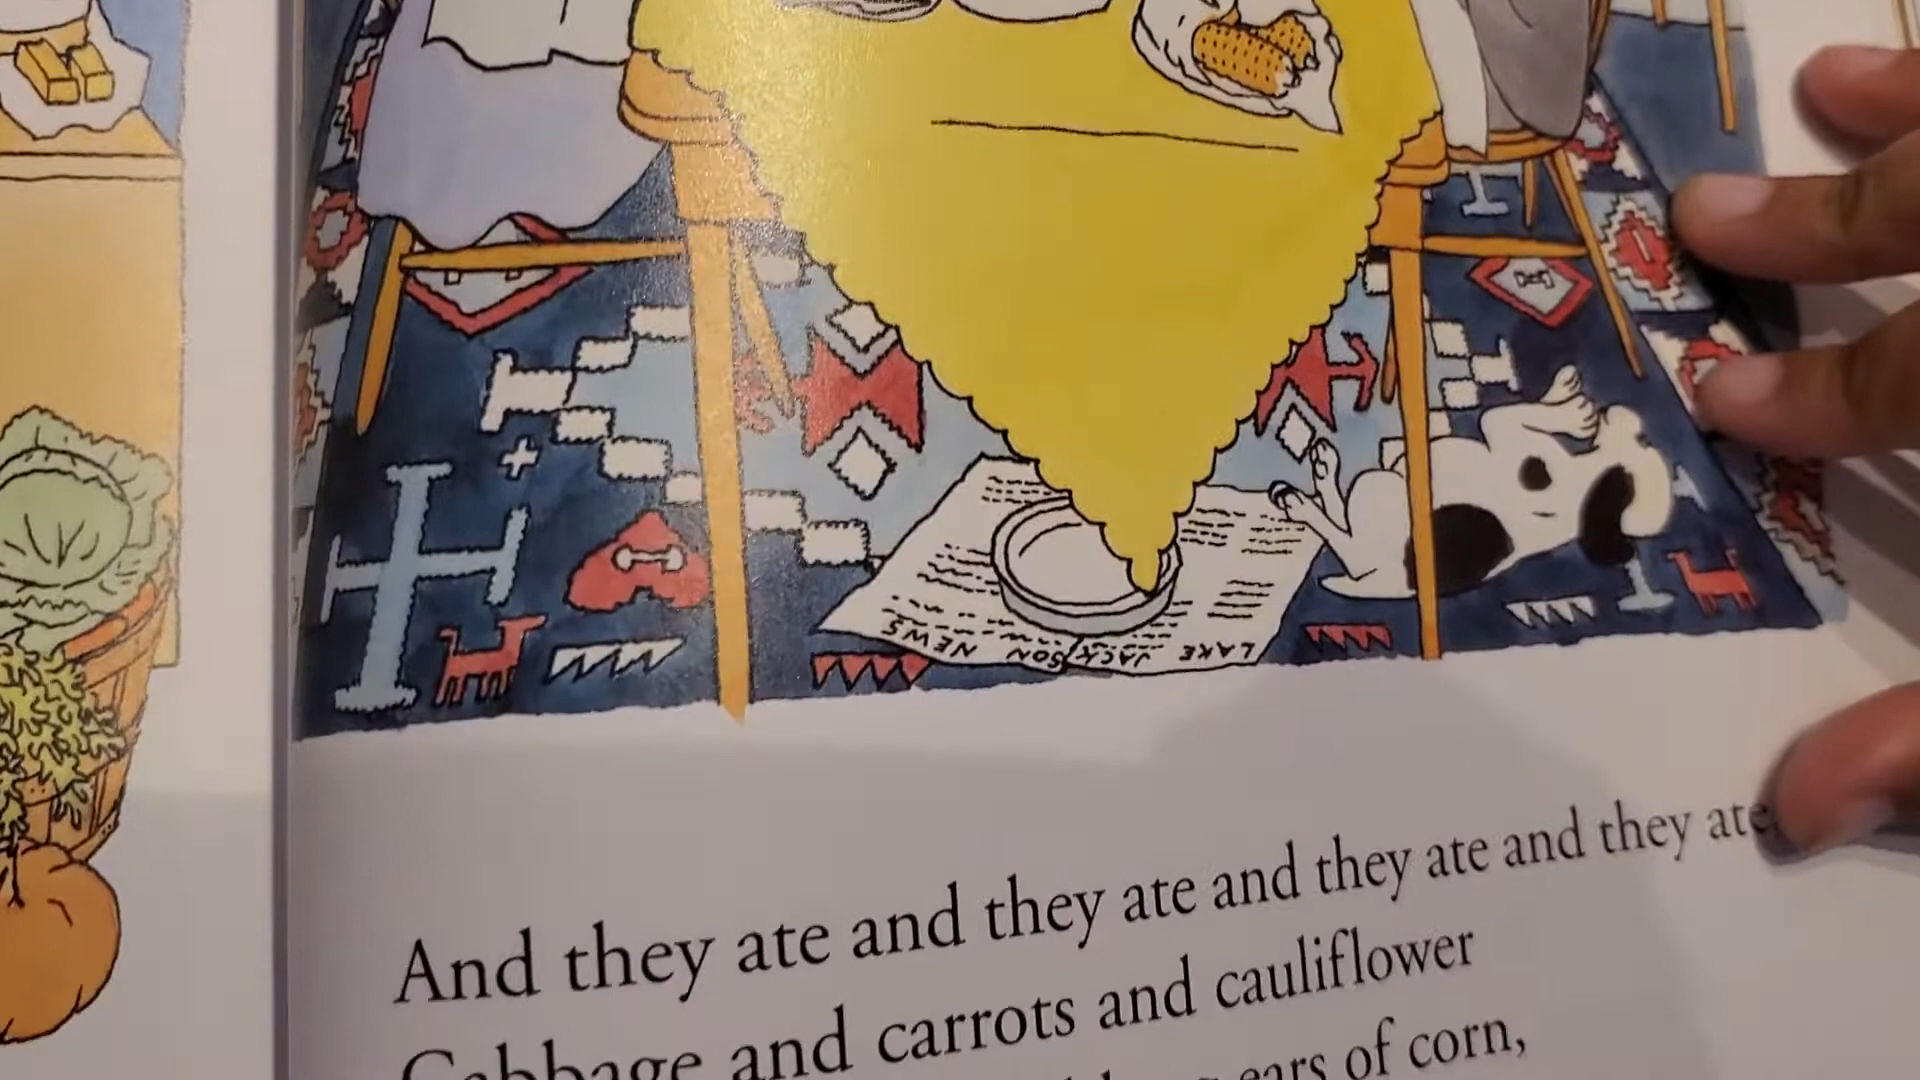 LAKE JACKSON NEWS
And they ate and they ate and they ate and they ate
Cabbage and carrots and cauliflower
ears of corn,